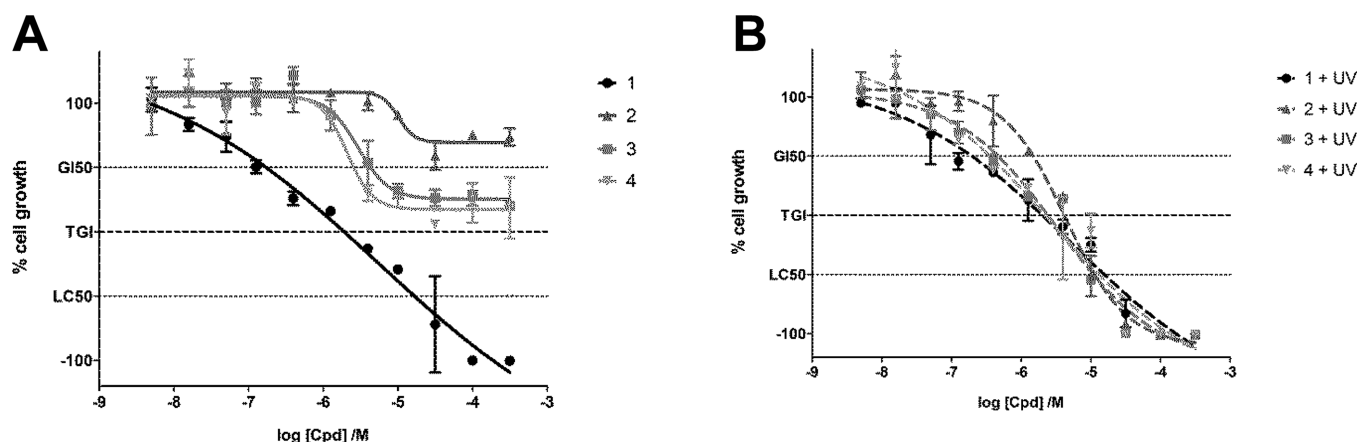 A
% cell growth
100
GI50
TGI
LC50
-100
-9 -8 -7 -6 -5 -4 -3
log [Cpd] /M
1
2
3
4
B
% cell growth
100
GI50
TGI
LC50
-100
-9 -8 -7 -6 -5 -4 -3
log [Cpd] /M
1 + UV
2 + UV
3 + UV
4 + UV